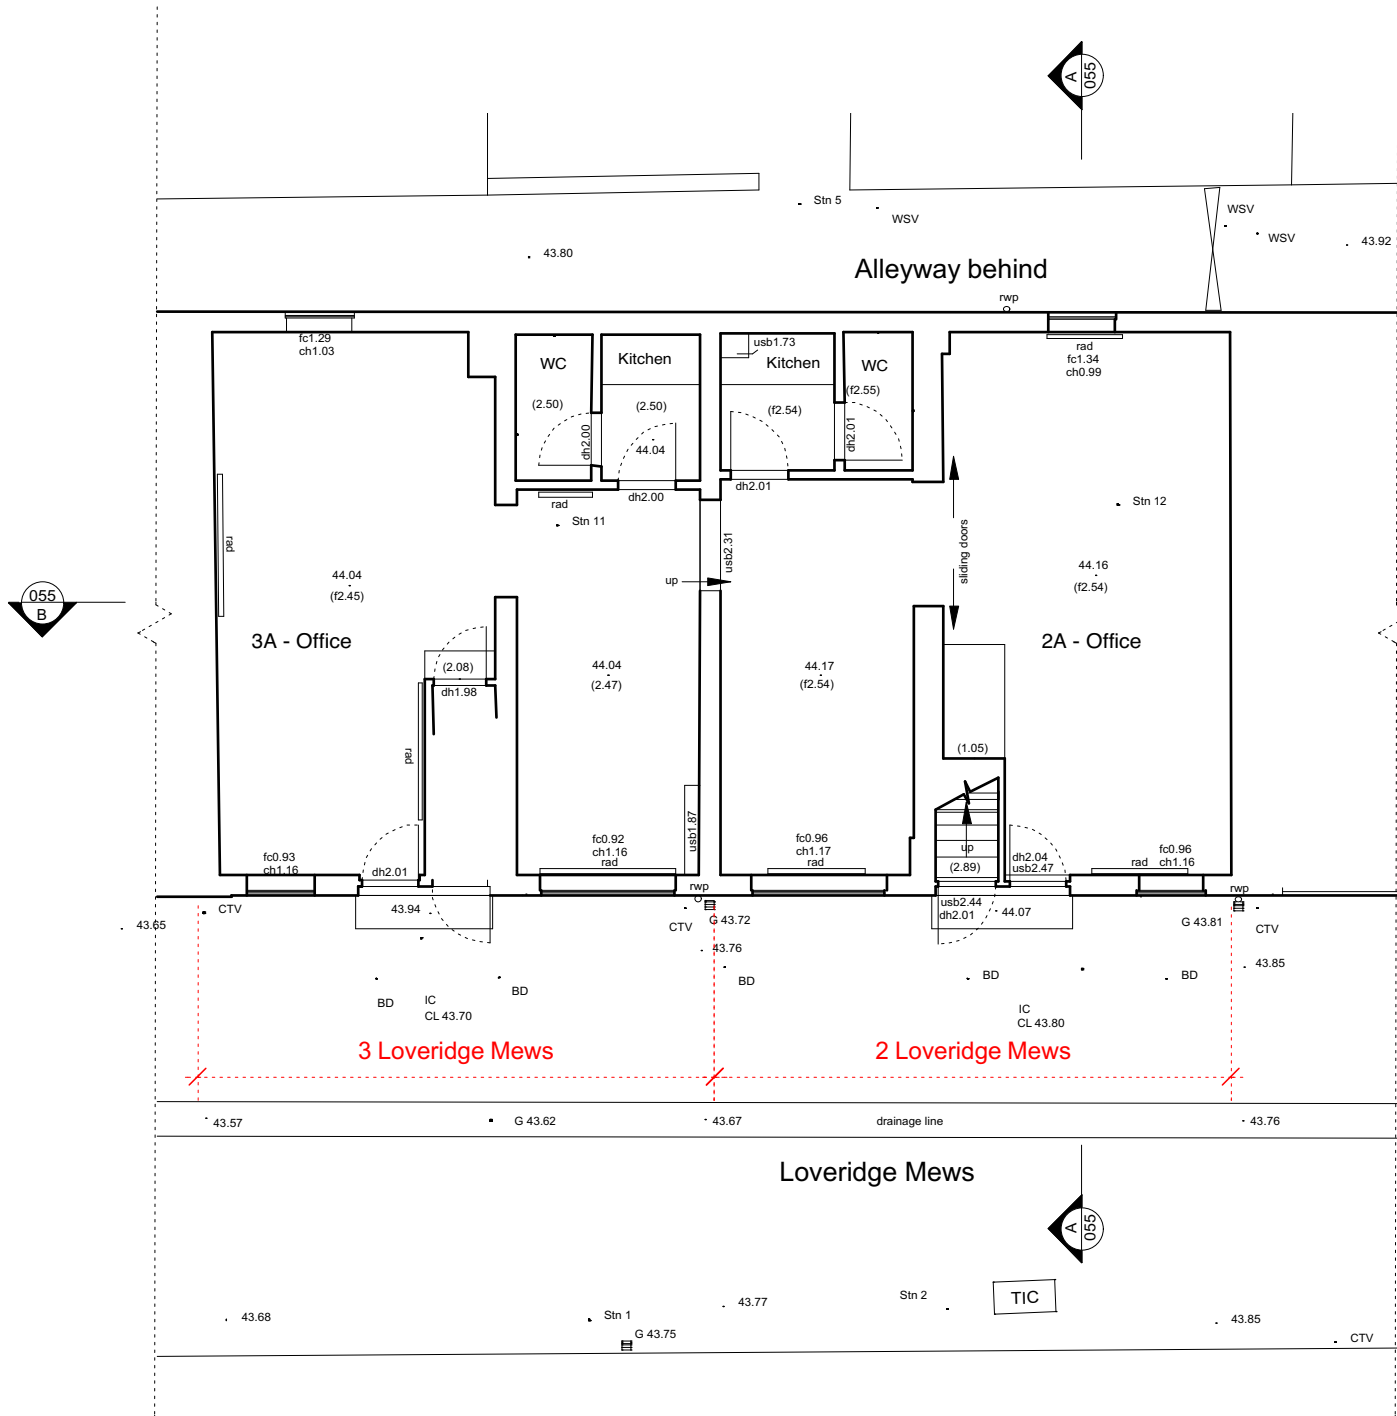 A
055
Stn 5
WSV
WSV
WSV
43.80
43.92
Alleyway behind
rwp
fc1.29
ch1.03
WC
Kitchen
usb1.73
Kitchen
WC
rad
fc1.34
ch0.99
(2.50)
(2.50)
(f2.54)
(f2.55)
dh2.00
44.04
dh2.01
dh2.00
dh2.01
rad
Stn 11
Stn 12
rad
usb2.31
sliding doors
44.04
(f2.45)
up
44.16
(f2.54)
055
B
3A - Office
2A - Office
(2.08)
dh1.98
44.04
(2.47)
44.17
(f2.54)
rad
(1.05)
usb1.87
fc0.92
ch1.16
rad
fc0.96
ch1.17
rad
up
(2.89)
dh2.04
usb2.47
fc0.96
rad
ch1.16
fc0.93
ch1.16
dh2.01
rwp
rwp
CTV
43.94
43.65
CTV
G 43.72
usb2.44
dh2.01
44.07
G 43.81
CTV
43.76
43.85
BD
BD
BD
BD
BD
IC
CL 43.70
IC
CL 43.80
3 Loveridge Mews
2 Loveridge Mews
43.57
G 43.62
43.67
drainage line
43.76
Loveridge Mews
A
055
TIC
Stn 2
43.77
43.68
Stn 1
43.85
G 43.75
CTV